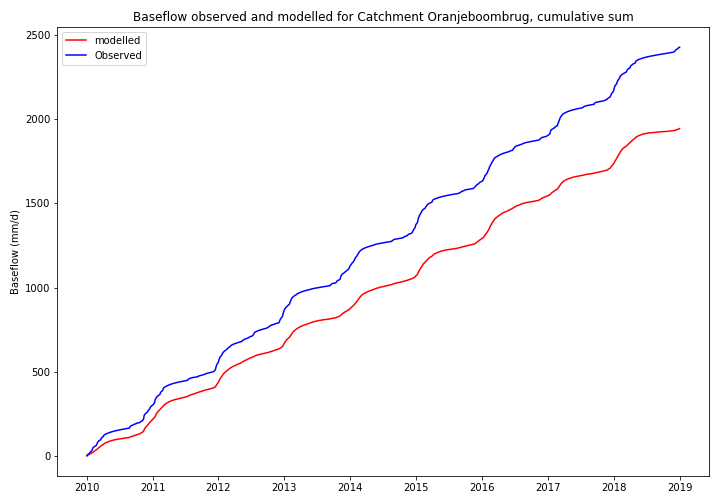 Baseflow observed and modelled for Catchment Oranjeboombrug, cumulative sum
modelled
Observed
Baseflow (mm/d)
2500
2000
1500
1000
500
0
2010 2011 2012 2013 2014 2015 2016 2017 2018 2019